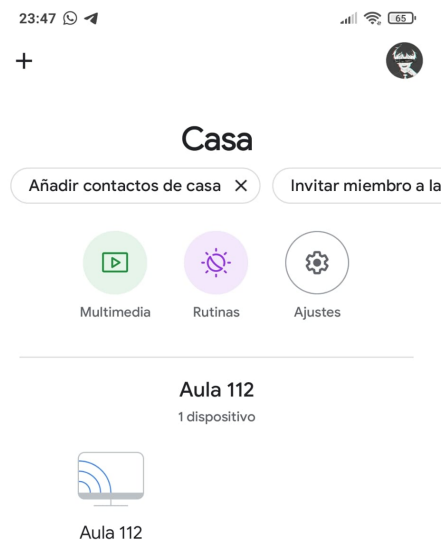 23:47
65
Casa
Añadir contactos de casa
Invitar miembro a la
Multimedia
Rutinas
Ajustes
Aula 112
1 dispositivo
Aula 112